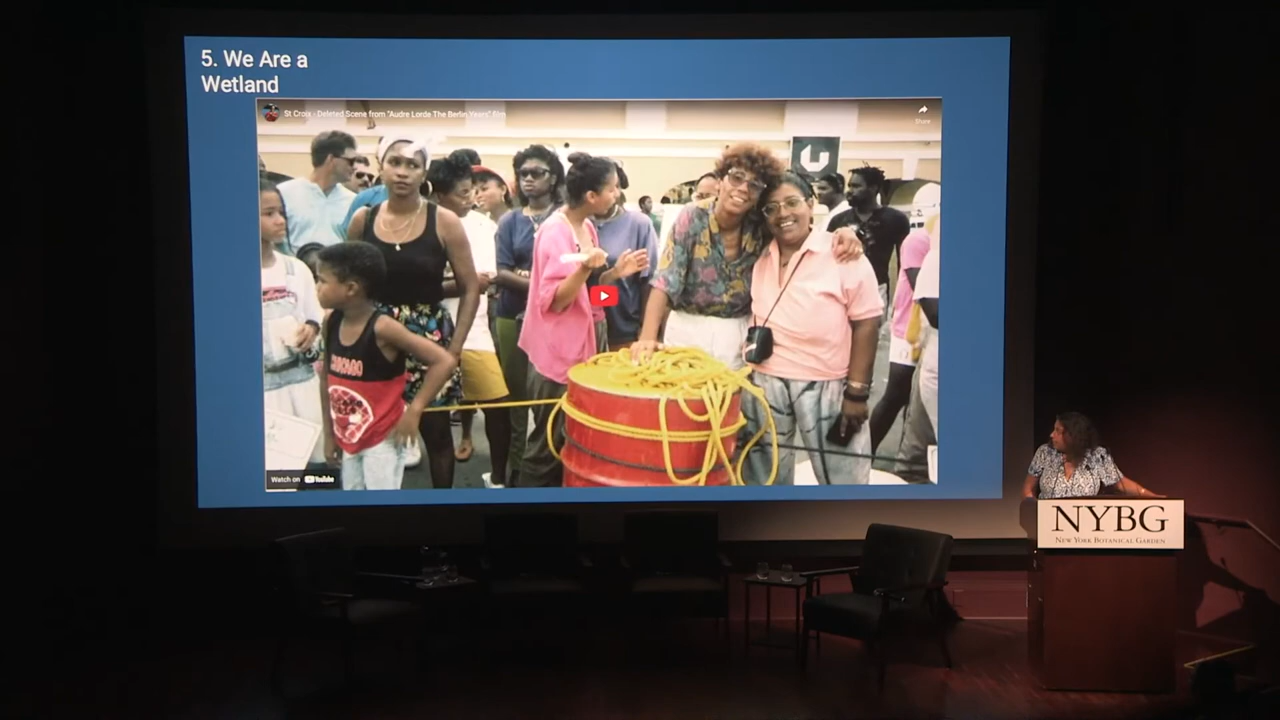 5. We Are a
Wetland
St Croix - Deleted Scene from "Audre Lorde The Berlin Years" film
Share
CHICAGO
Watch on YouTube
NYBG
NEW YORK BOTANICAL GARDEN